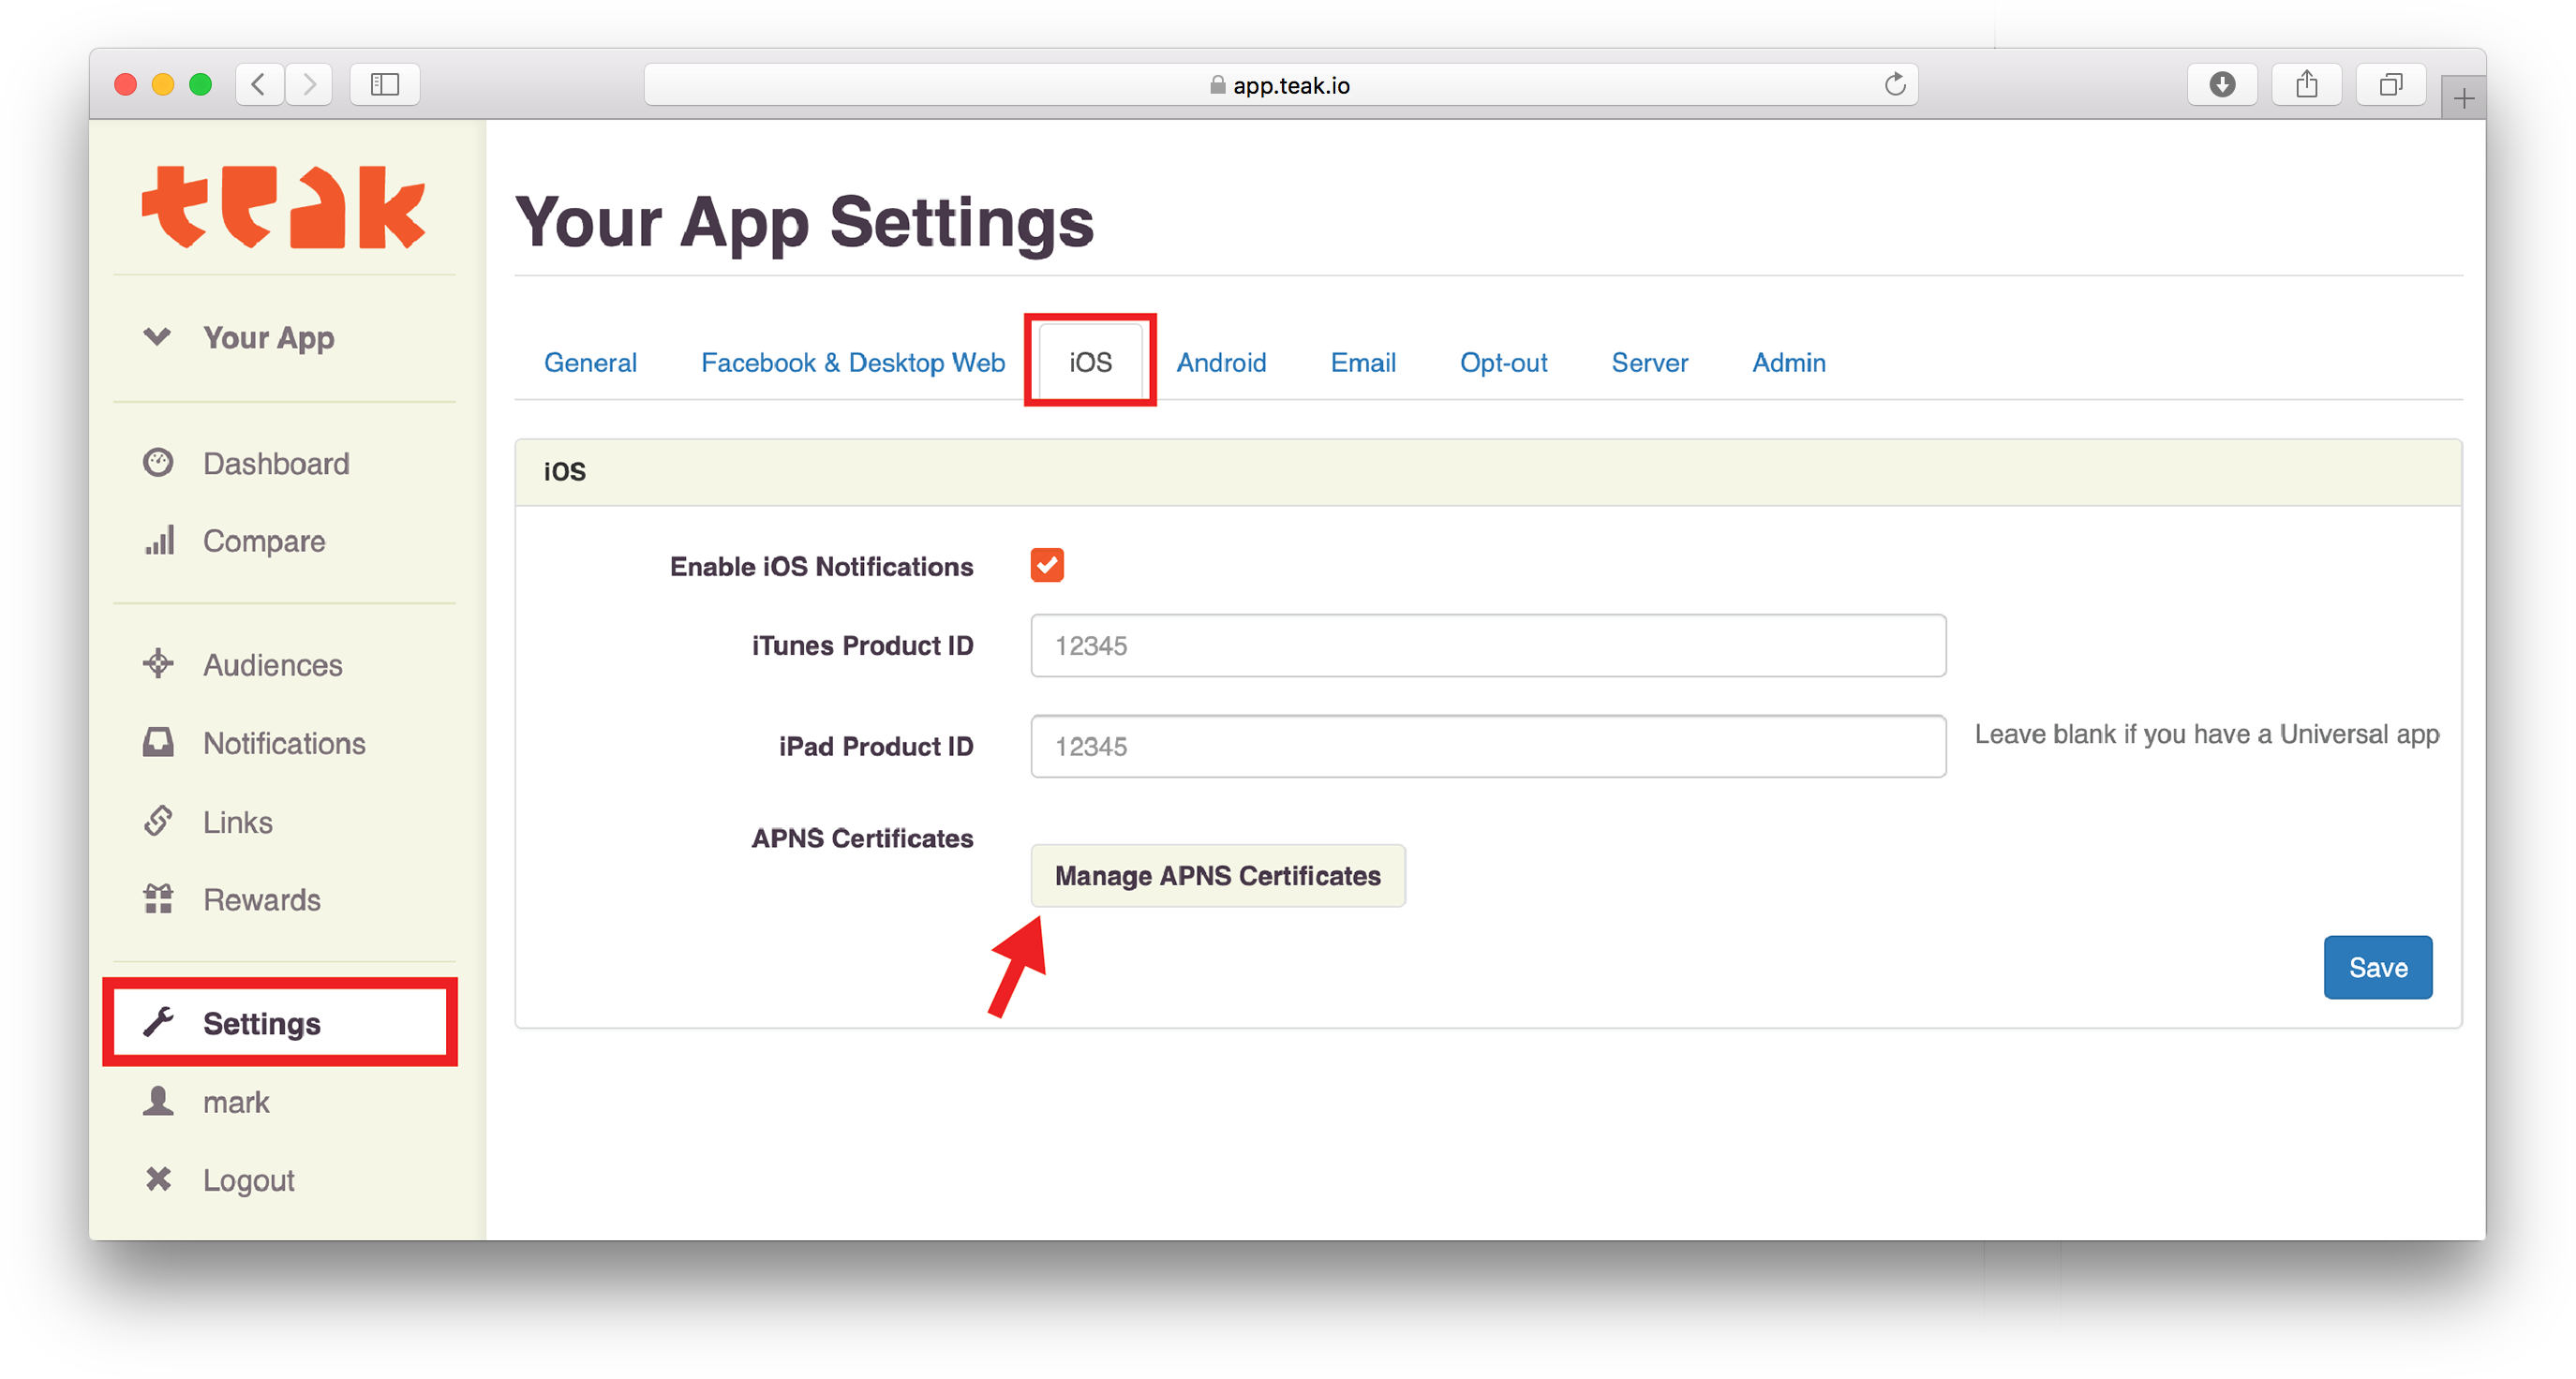 app.teak.io
teak
Your App
Dashboard
Compare
Audiences
Notifications
Links
Rewards
Settings
mark
Logout
Your App Settings
General Facebook & Desktop Web iOS Android Email Opt-out Server Admin
iOS
Enable iOS Notifications
iTunes Product ID 12345
iPad Product ID 12345 Leave blank if you have a Universal app
APNS Certificates
Manage APNS Certificates
Save